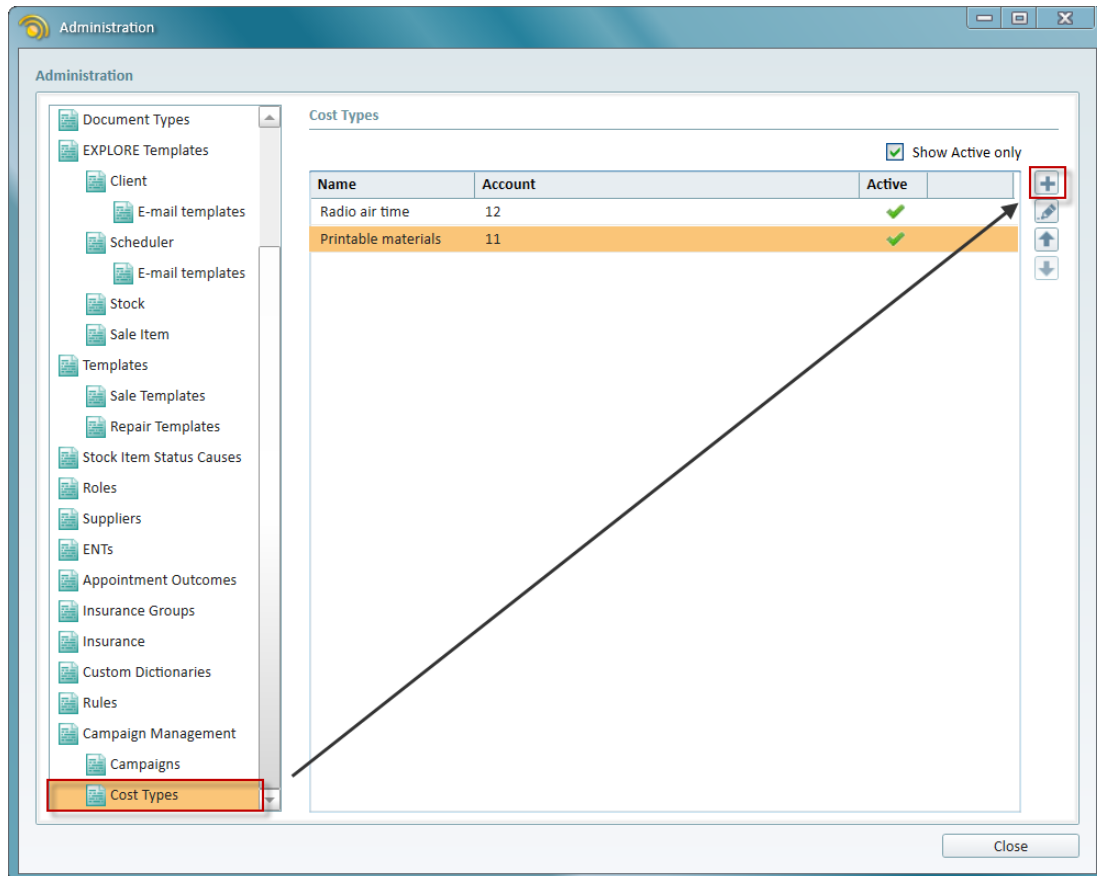 Administration
Administration
Document Types
EXPLORE Templates
Client
E-mail templates
Scheduler
E-mail templates
Stock
Sale Item
Templates
Sale Templates
Repair Templates
Stock Item Status Causes
Roles
Suppliers
ENTs
Appointment Outcomes
Insurance Groups
Insurance
Custom Dictionaries
Rules
Campaign Management
Campaigns
Cost Types
Cost Types
Show Active only
Name Account Active
Radio air time 12
Printable materials 11
Close